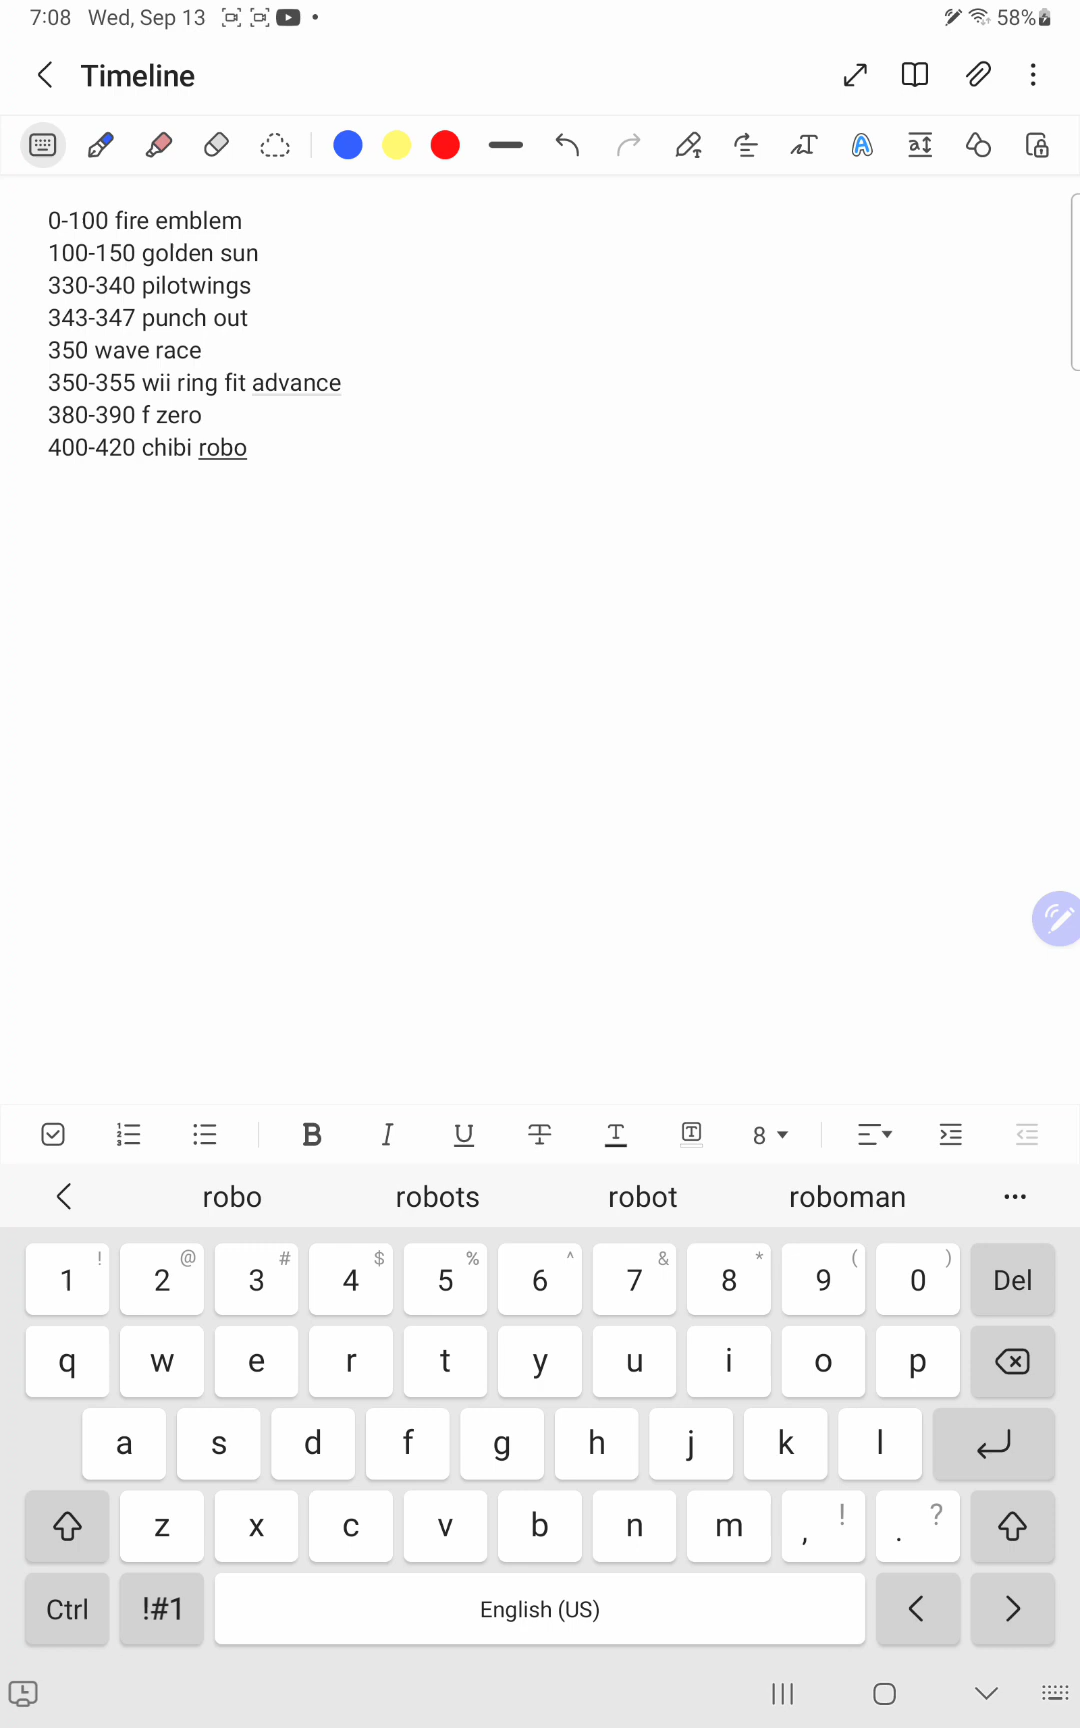 7:08 Wed, Sep 13 58%
Timeline
0-100 fire emblem
100-150 golden sun
330-340 pilotwings
343-347 punch out
350 wave race
350-355 wii ring fit advance
380-390 f zero
400-420 chibi robo
B I U T T T 8
robo robots robot roboman ...
1 ! 2 @ 3 # 4 $ 5 % 6 ^ 7 & 8 * 9 ( 0 ) Del
q w e r t y u i o p
a s d f g h j k l
z x c v b n m , ! . ?
Ctrl !#1 English (US) < >